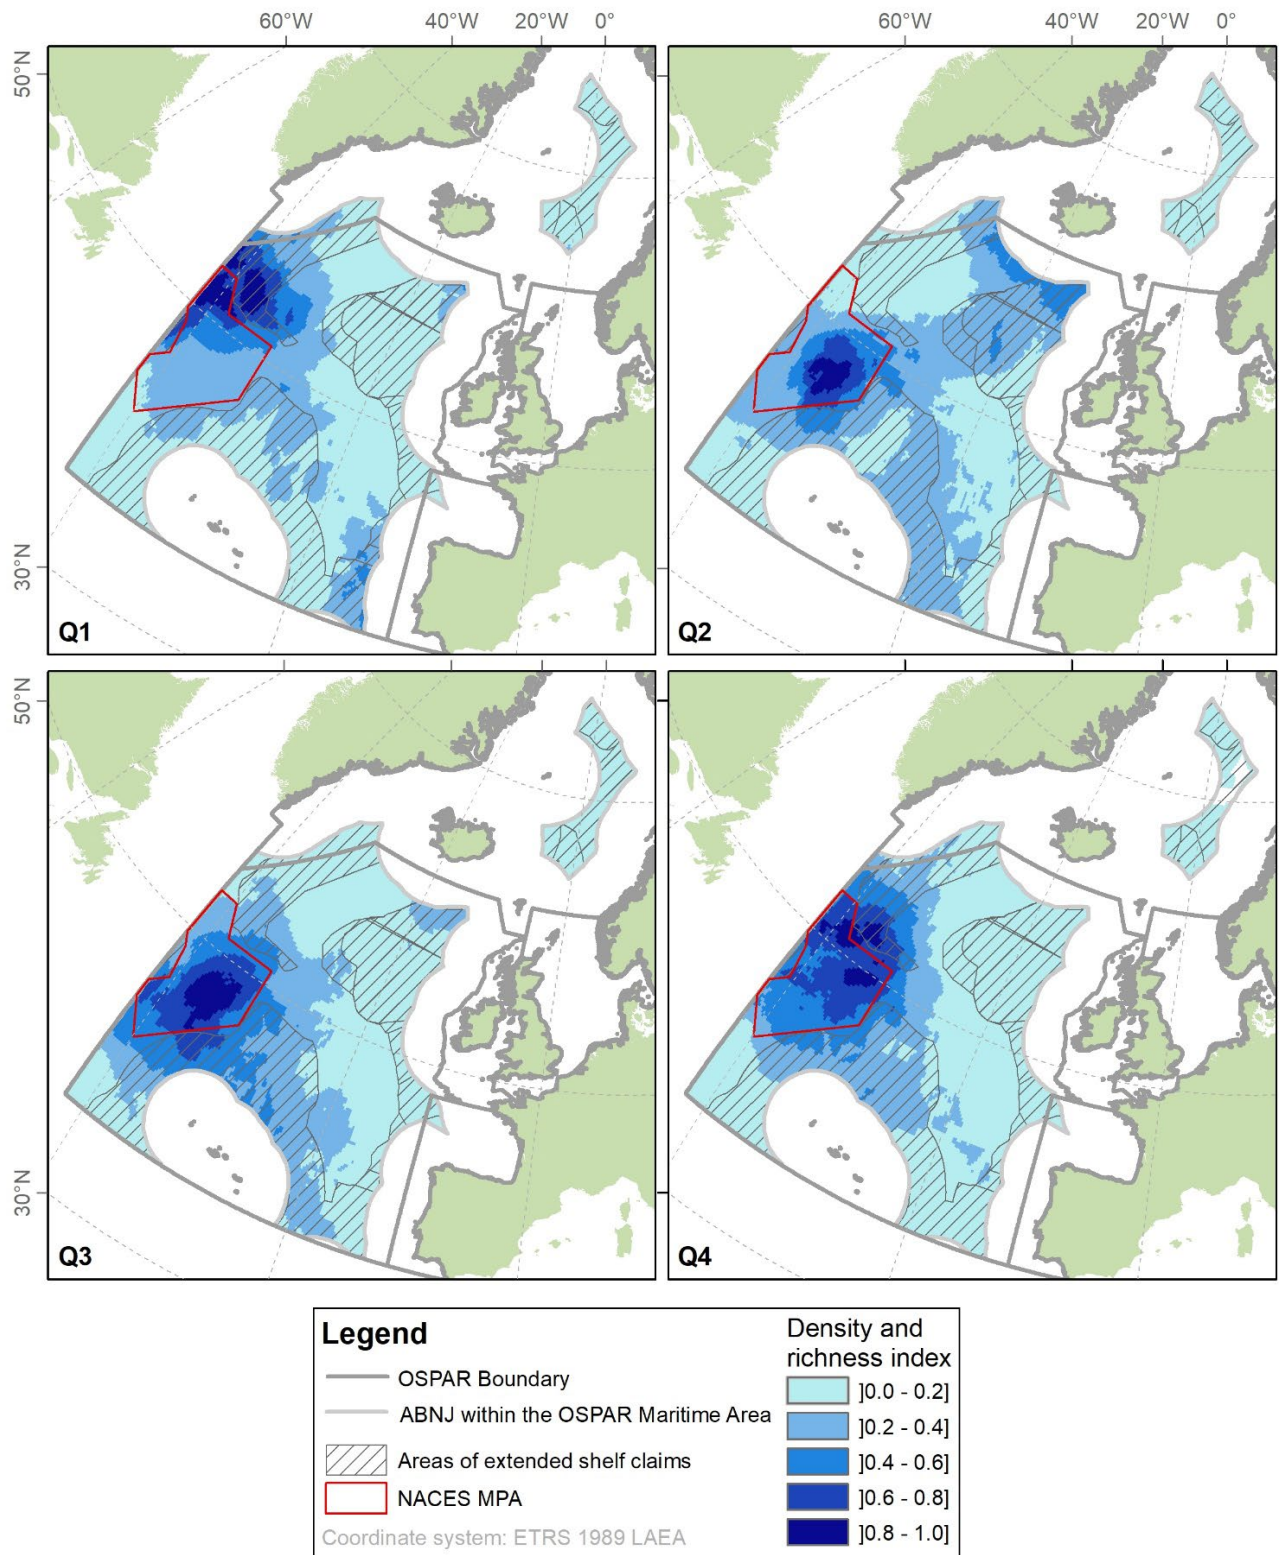 60°W 40°W 20°W 0° 60°W 40°W 20°W 0°
50°N
30°N
Q1 Q2
50°N
30°N
Q3 Q4
Legend
OSPAR Boundary
ABNJ within the OSPAR Maritime Area
Areas of extended shelf claims
NACES MPA
Coordinate system: ETRS 1989 LAEA
Density and
richness index
]0.0 - 0.2]
]0.2 - 0.4]
]0.4 - 0.6]
]0.6 - 0.8]
]0.8 - 1.0]